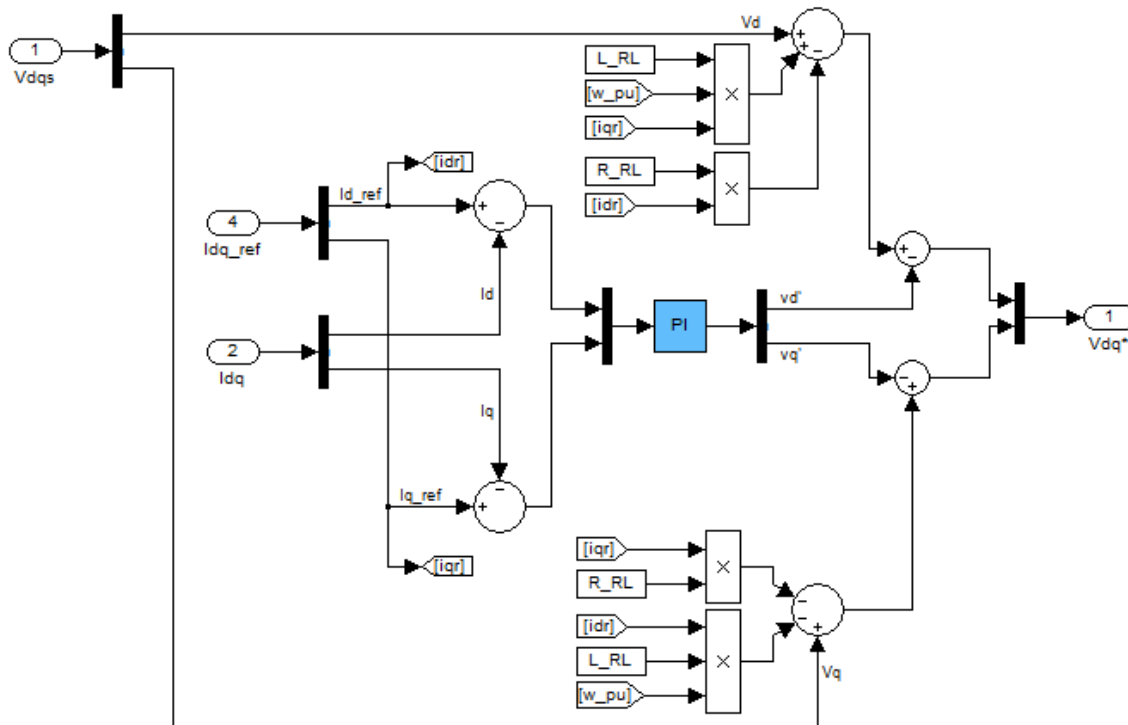 1
Vdqs
Vd
+
+
−
L_RL
[w_pu]
[iqr]
×
R_RL
[idr]
×
[idr]
Id_ref
4
Idq_ref
+
−
Id
2
Idq
Iq
PI
vd'
vq'
+
−
−
+
1
Vdq*
Iq_ref
−
+
[iqr]
[iqr]
R_RL
×
[idr]
L_RL
[w_pu]
×
−
−
+
Vq